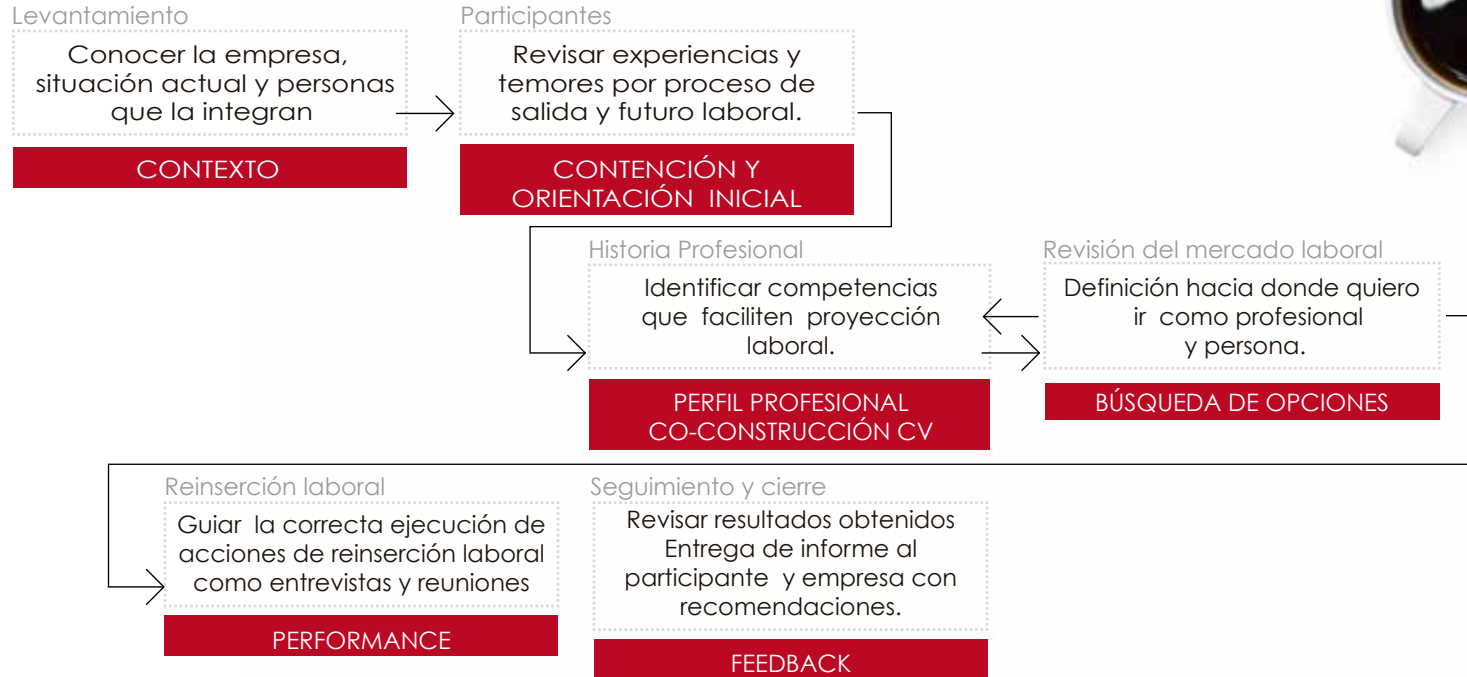 Levantamiento
Conocer la empresa,
situación actual y personas
que la integran
CONTEXTO
Participantes
Revisar experiencias y
temores por proceso de
salida y futuro laboral.
CONTENCIÓN Y
ORIENTACIÓN INICIAL
Historia Profesional
Identificar competencias
que faciliten proyección
laboral.
PERFIL PROFESIONAL
CO-CONSTRUCCIÓN CV
Revisión del mercado laboral
Definición hacia donde quiero
ir como profesional
y persona.
BÚSQUEDA DE OPCIONES
Reinserción laboral
Guiar la correcta ejecución de
acciones de reinserción laboral
como entrevistas y reuniones
PERFORMANCE
Seguimiento y cierre
Revisar resultados obtenidos
Entrega de informe al
participante y empresa con
recomendaciones.
FEEDBACK